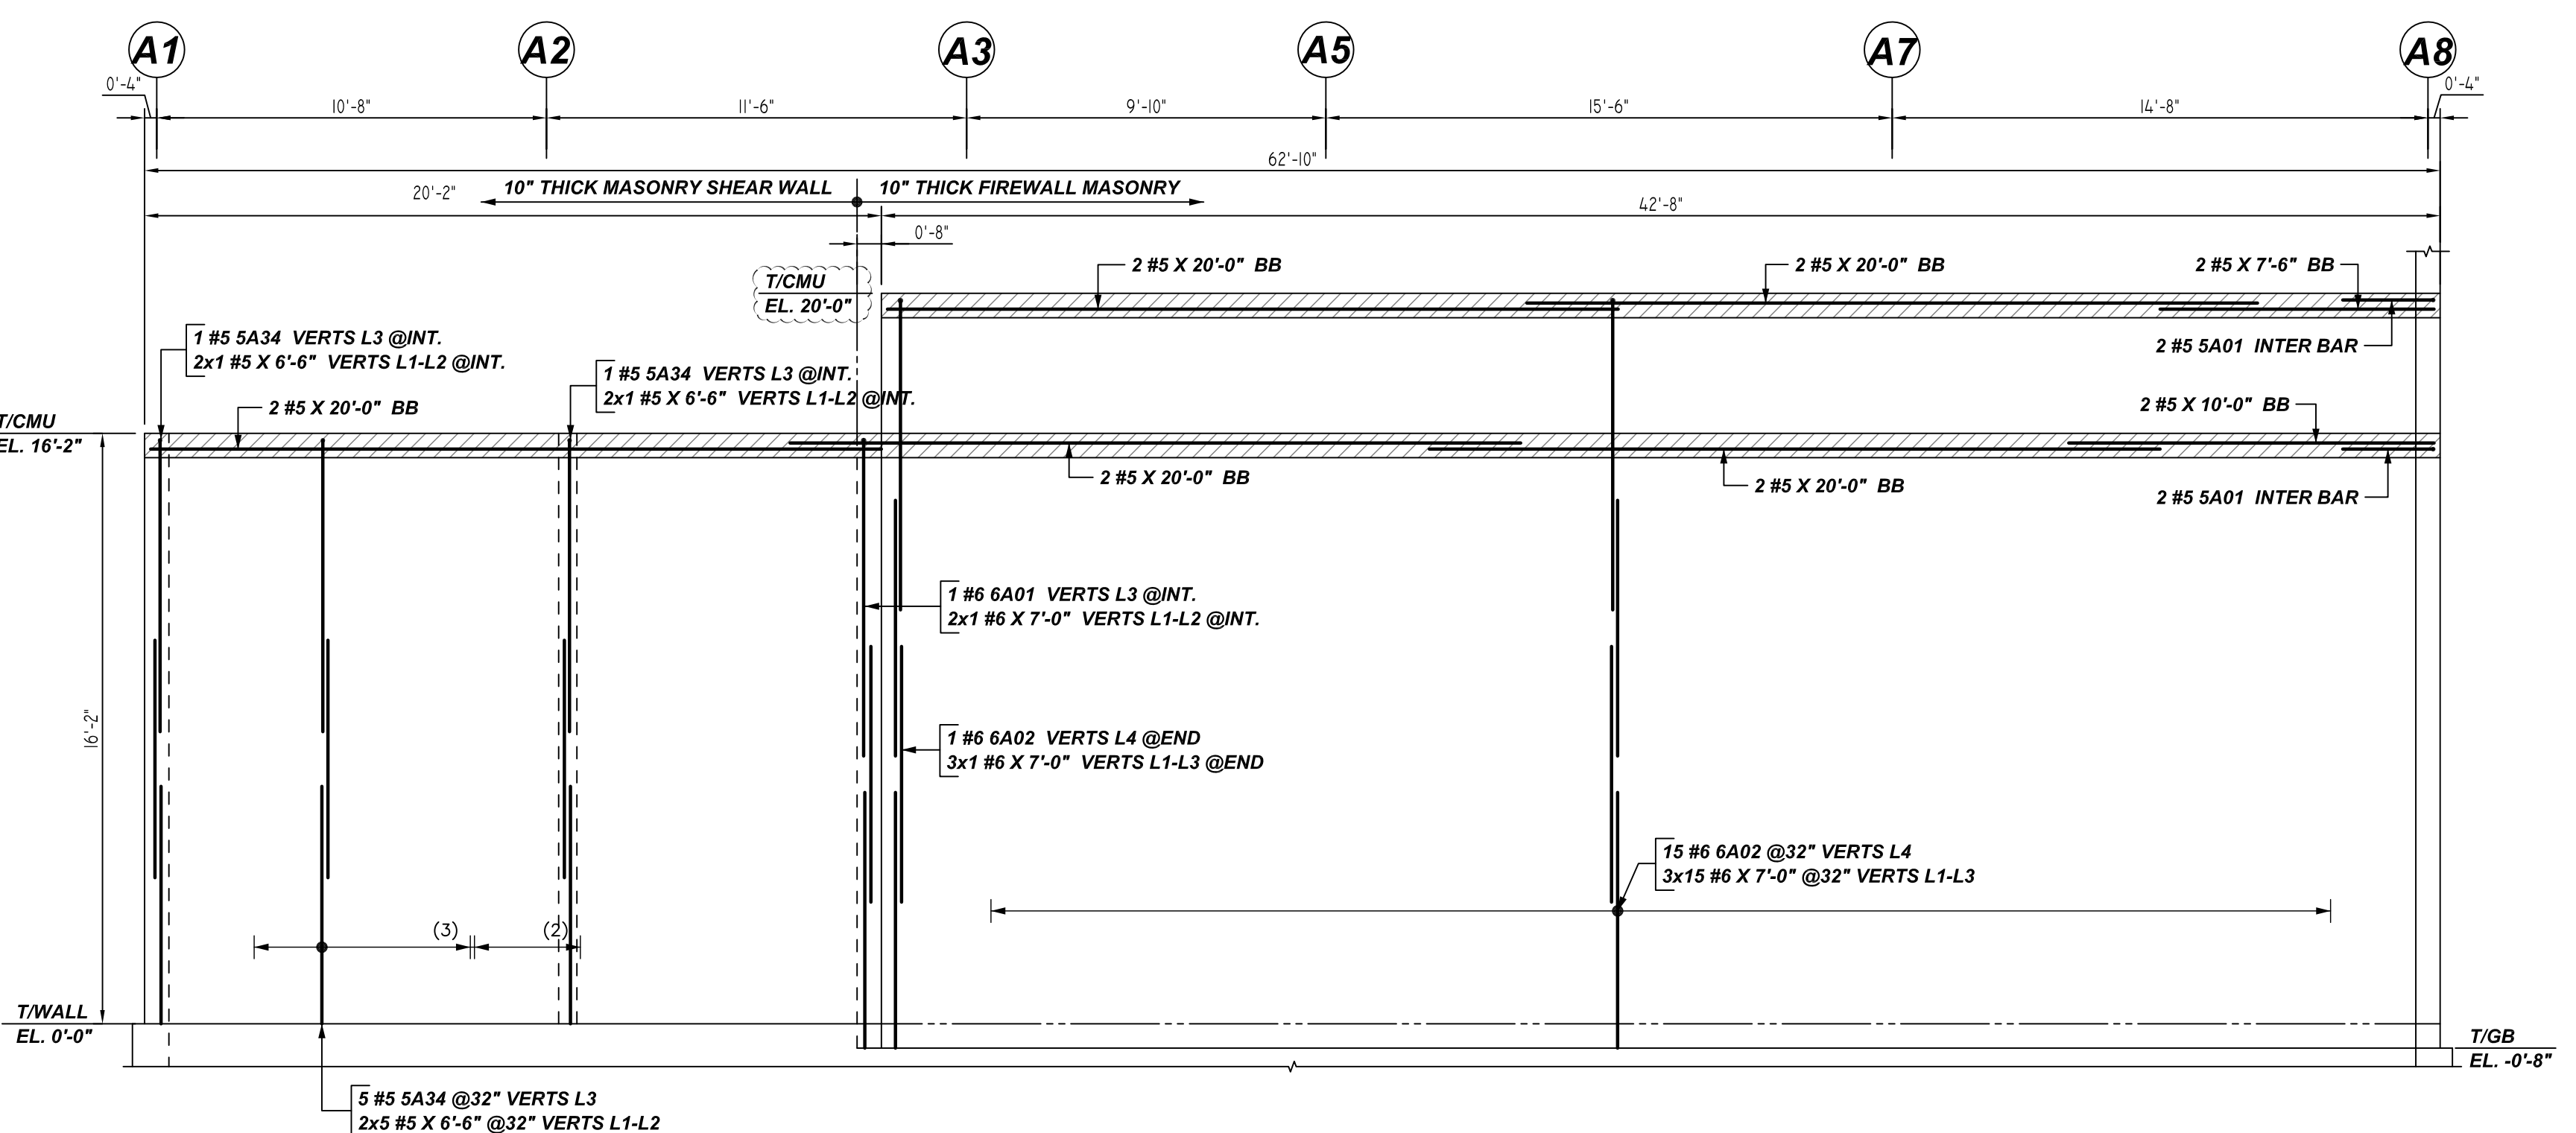 A1 A2 A3 A5 A7 A8
0'-4" 10'-8" 11'-6" 9'-10" 15'-6" 14'-8" 0'-4"
62'-10"
20'-2" 10" THICK MASONRY SHEAR WALL 10" THICK FIREWALL MASONRY 42'-8"
0'-8"
T/CMU
EL. 20'-0"
2 #5 X 20'-0" BB
2 #5 X 20'-0" BB
2 #5 X 7'-6" BB
2 #5 5A01 INTER BAR
1 #5 5A34 VERTS L3 @INT.
2x1 #5 X 6'-6" VERTS L1-L2 @INT.
1 #5 5A34 VERTS L3 @INT.
2x1 #5 X 6'-6" VERTS L1-L2 @INT.
2 #5 X 20'-0" BB
2 #5 X 10'-0" BB
T/CMU
EL. 16'-2"
2 #5 X 20'-0" BB
2 #5 X 20'-0" BB
2 #5 5A01 INTER BAR
1 #6 6A01 VERTS L3 @INT.
2x1 #6 X 7'-0" VERTS L1-L2 @INT.
16'-2"
1 #6 6A02 VERTS L4 @END
3x1 #6 X 7'-0" VERTS L1-L3 @END
15 #6 6A02 @32" VERTS L4
3x15 #6 X 7'-0" @32" VERTS L1-L3
(3) (2)
T/WALL
EL. 0'-0"
T/GB
EL. -0'-8"
5 #5 5A34 @32" VERTS L3
2x5 #5 X 6'-6" @32" VERTS L1-L2